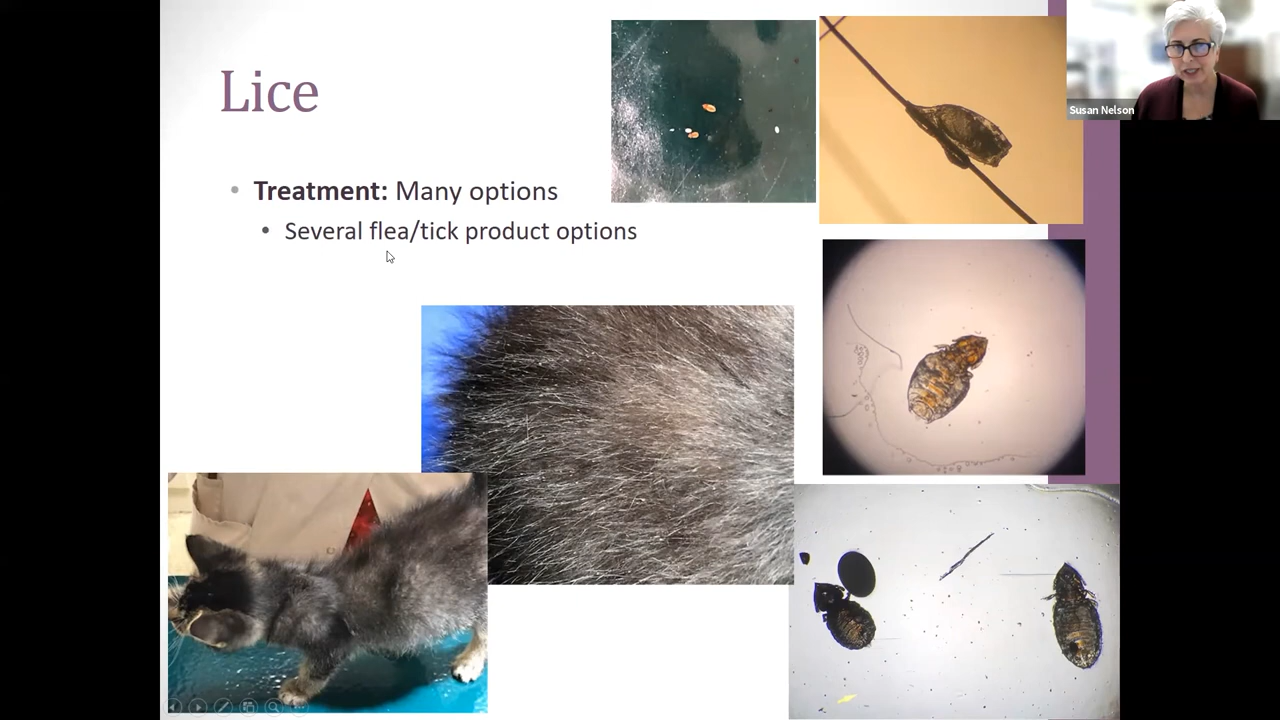 Lice
Treatment: Many options
Several flea/tick product options
Susan Nelson